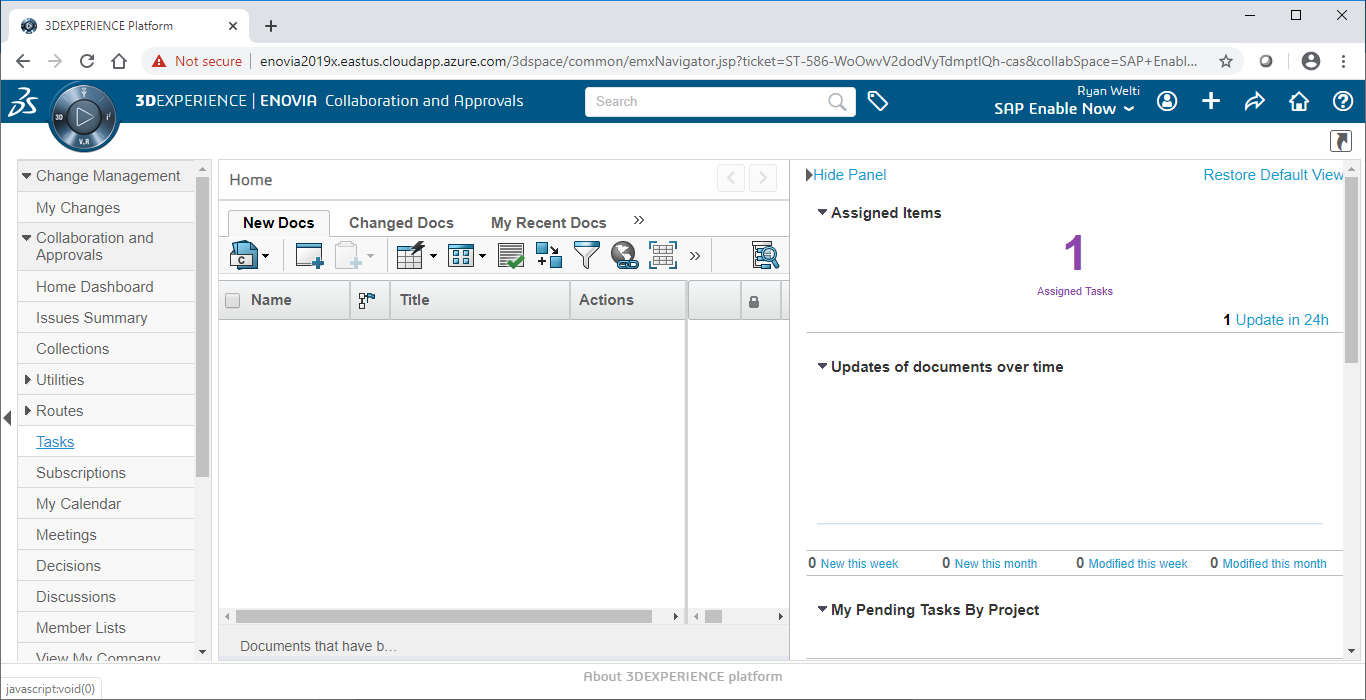 3DEXPERIENCE Platform
Not secure
enovia2019x.eastus.cloudapp.azure.com/3dspace/common/emxNavigator.jsp?ticket=ST-586-WoOwvV2dodVyTdmptIQh-cas&collabSpace=SAP+Enabl...
3DEXPERIENCE | ENOVIA Collaboration and Approvals
Search
Ryan Welti
SAP Enable Now
3D
i²
V.R
Change Management
My Changes
Collaboration and
Approvals
Home Dashboard
Issues Summary
Collections
Utilities
Routes
Tasks
Subscriptions
My Calendar
Meetings
Decisions
Discussions
Member Lists
View My Company
Home
New Docs
Changed Docs
My Recent Docs
»
C
»
Name
Title
Actions
Documents that have b...
Hide Panel
Restore Default View
Assigned Items
1
Assigned Tasks
1 Update in 24h
Updates of documents over time
0 New this week
0 New this month
0 Modified this week
0 Modified this month
My Pending Tasks By Project
About 3DEXPERIENCE platform
javascript:void(0)